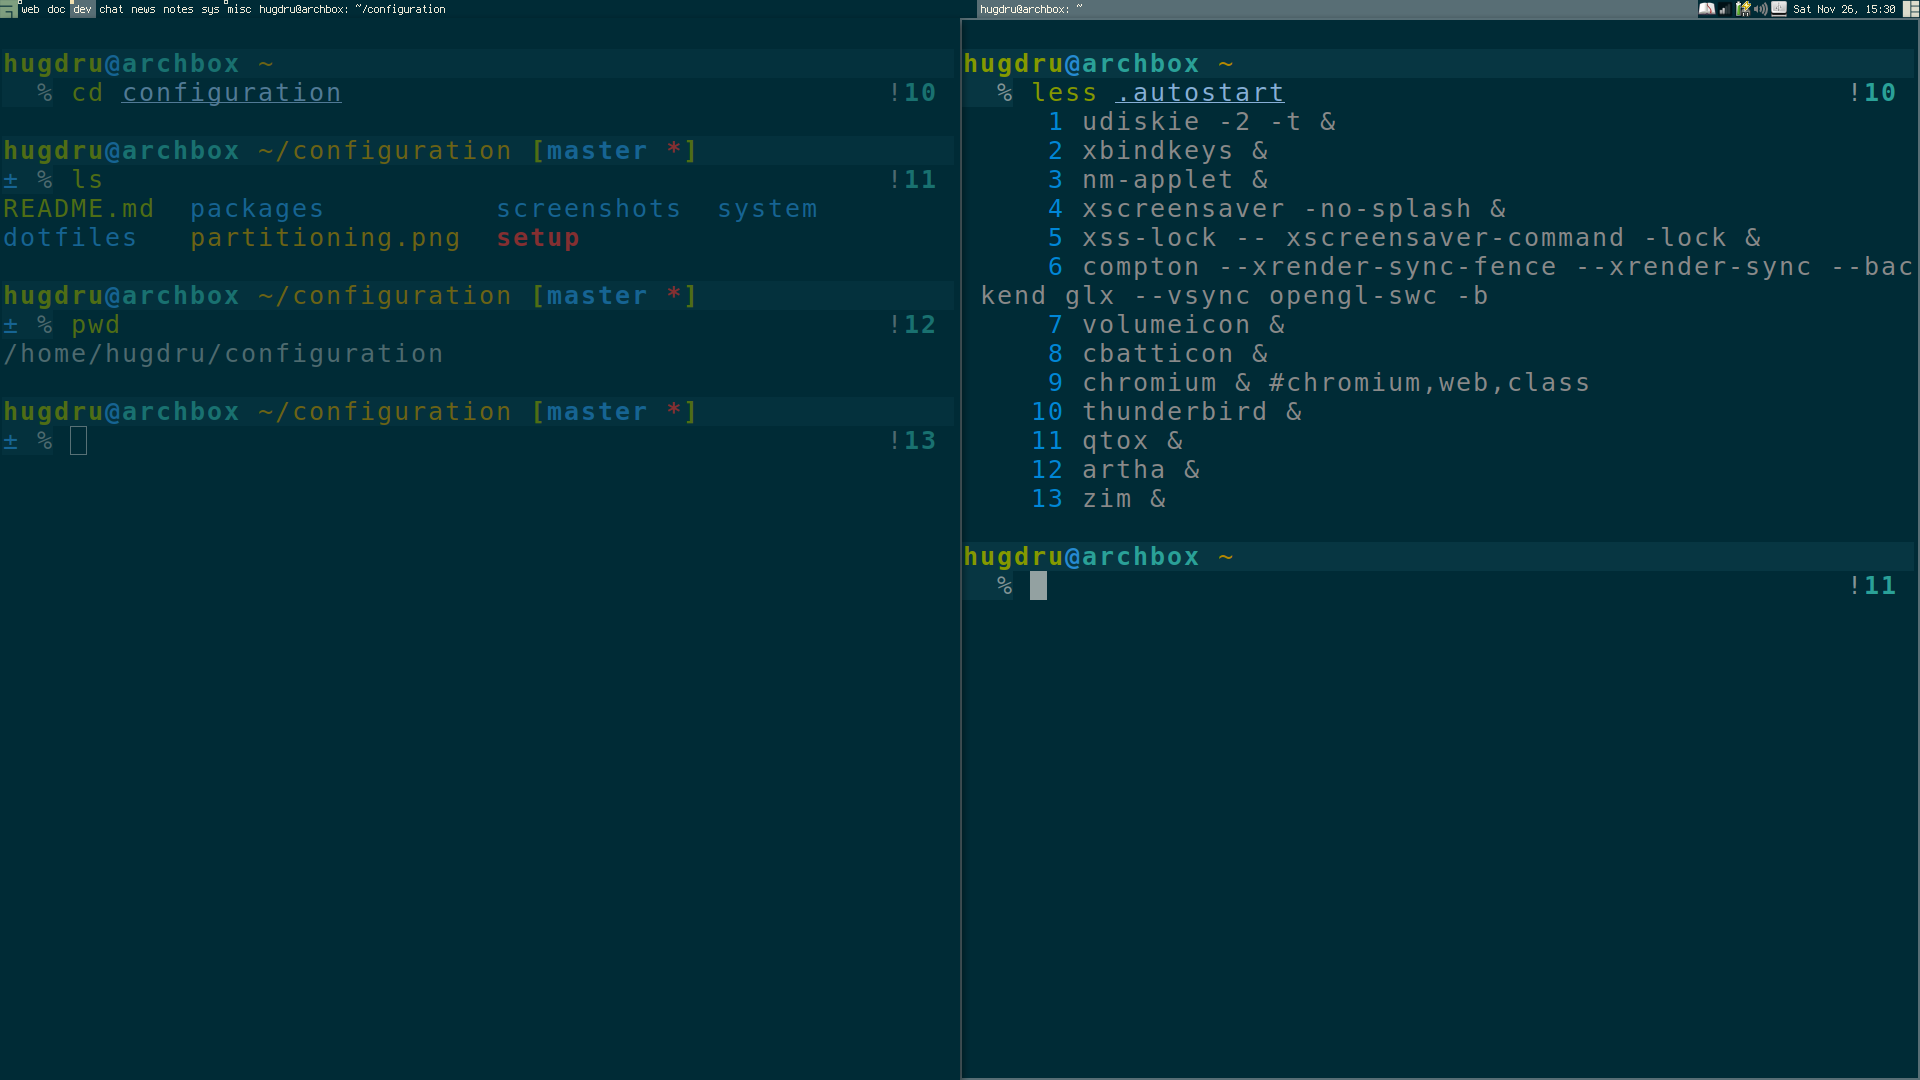 web doc dev chat news notes sys misc hugdru@archbox: ~/configuration
hugdru@archbox: ~
Sat Nov 26, 15:30
hugdru@archbox ~
% cd configuration !10
hugdru@archbox ~/configuration [master *]
± % ls !11
README.md packages screenshots system
dotfiles partitioning.png setup
hugdru@archbox ~/configuration [master *]
± % pwd !12
/home/hugdru/configuration
hugdru@archbox ~/configuration [master *]
± % !13
hugdru@archbox ~
% less .autostart !10
1 udiskie -2 -t &
2 xbindkeys &
3 nm-applet &
4 xscreensaver -no-splash &
5 xss-lock -- xscreensaver-command -lock &
6 compton --xrender-sync-fence --xrender-sync --bac
kend glx --vsync opengl-swc -b
7 volumeicon &
8 cbatticon &
9 chromium & #chromium,web,class
10 thunderbird &
11 qtox &
12 artha &
13 zim &
hugdru@archbox ~
% !11